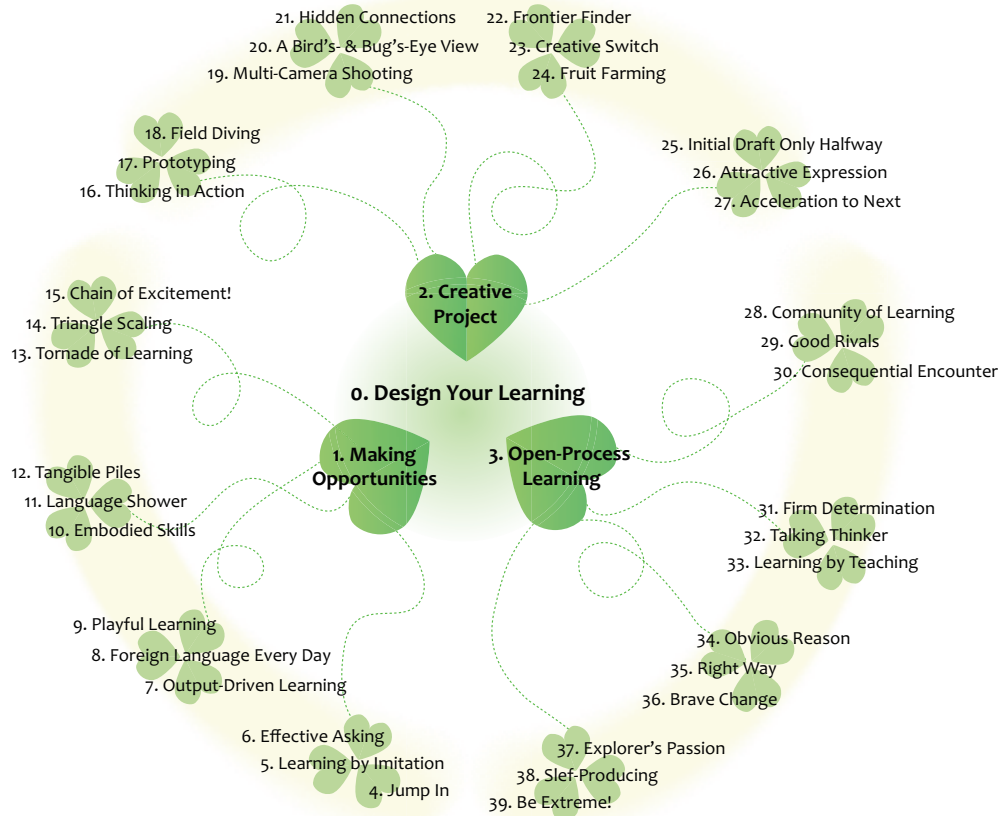 0. Design Your Learning
1. Making
Opportunities
2. Creative
Project
3. Open-Process
Learning
4. Jump In
5. Learning by Imitation
6. Effective Asking
7. Output-Driven Learning
8. Foreign Language Every Day
9. Playful Learning
10. Embodied Skills
11. Language Shower
12. Tangible Piles
13. Tornade of Learning
14. Triangle Scaling
15. Chain of Excitement!
16. Thinking in Action
17. Prototyping
18. Field Diving
19. Multi-Camera Shooting
20. A Bird's- & Bug's-Eye View
21. Hidden Connections
22. Frontier Finder
23. Creative Switch
24. Fruit Farming
25. Initial Draft Only Halfway
26. Attractive Expression
27. Acceleration to Next
28. Community of Learning
29. Good Rivals
30. Consequential Encounter
31. Firm Determination
32. Talking Thinker
33. Learning by Teaching
34. Obvious Reason
35. Right Way
36. Brave Change
37. Explorer's Passion
38. Slef-Producing
39. Be Extreme!